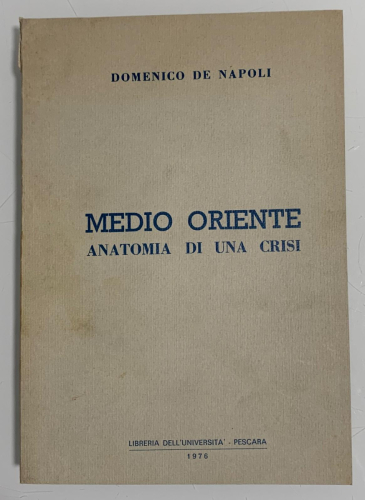 DOMENICO DE NAPOLI
MEDIO ORIENTE
ANATOMIA DI UNA CRISI
LIBRERIA DELL'UNIVERSITA' - PESCARA
1976